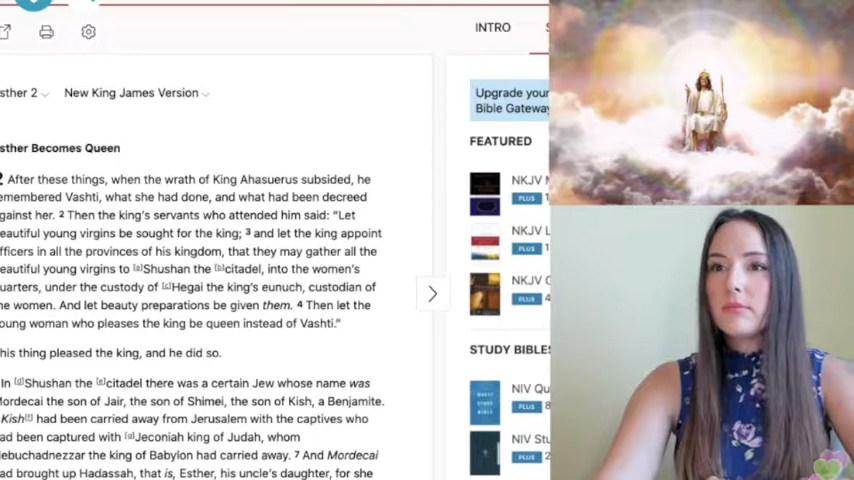 INTRO
S
sther 2 New King James Version
Upgrade your
Bible Gateway
sther Becomes Queen
FEATURED
2 After these things, when the wrath of King Ahasuerus subsided, he
emembered Vashti, what she had done, and what had been decreed
gainst her. 2 Then the king's servants who attended him said: “Let
eautiful young virgins be sought for the king; 3 and let the king appoint
fficers in all the provinces of his kingdom, that they may gather all the
eautiful young virgins to [a]Shushan the [b]citadel, into the women's
uarters, under the custody of [c]Hegai the king's eunuch, custodian of
he women. And let beauty preparations be given them. 4 Then let the
oung woman who pleases the king be queen instead of Vashti.”
his thing pleased the king, and he did so.
In [d]Shushan the [e]citadel there was a certain Jew whose name was
Mordecai the son of Jair, the son of Shimei, the son of Kish, a Benjamite.
Kish[f] had been carried away from Jerusalem with the captives who
ad been captured with [g]Jeconiah king of Judah, whom
ebuchadnezzar the king of Babylon had carried away. 7 And Mordecai
ad brought up Hadassah, that is, Esther, his uncle's daughter, for she
NKJV
PLUS 1
NKJV L
PLUS 1
NKJV
PLUS 4
STUDY BIBLES
NIV Qu
PLUS 8
NIV Stu
PLUS 2